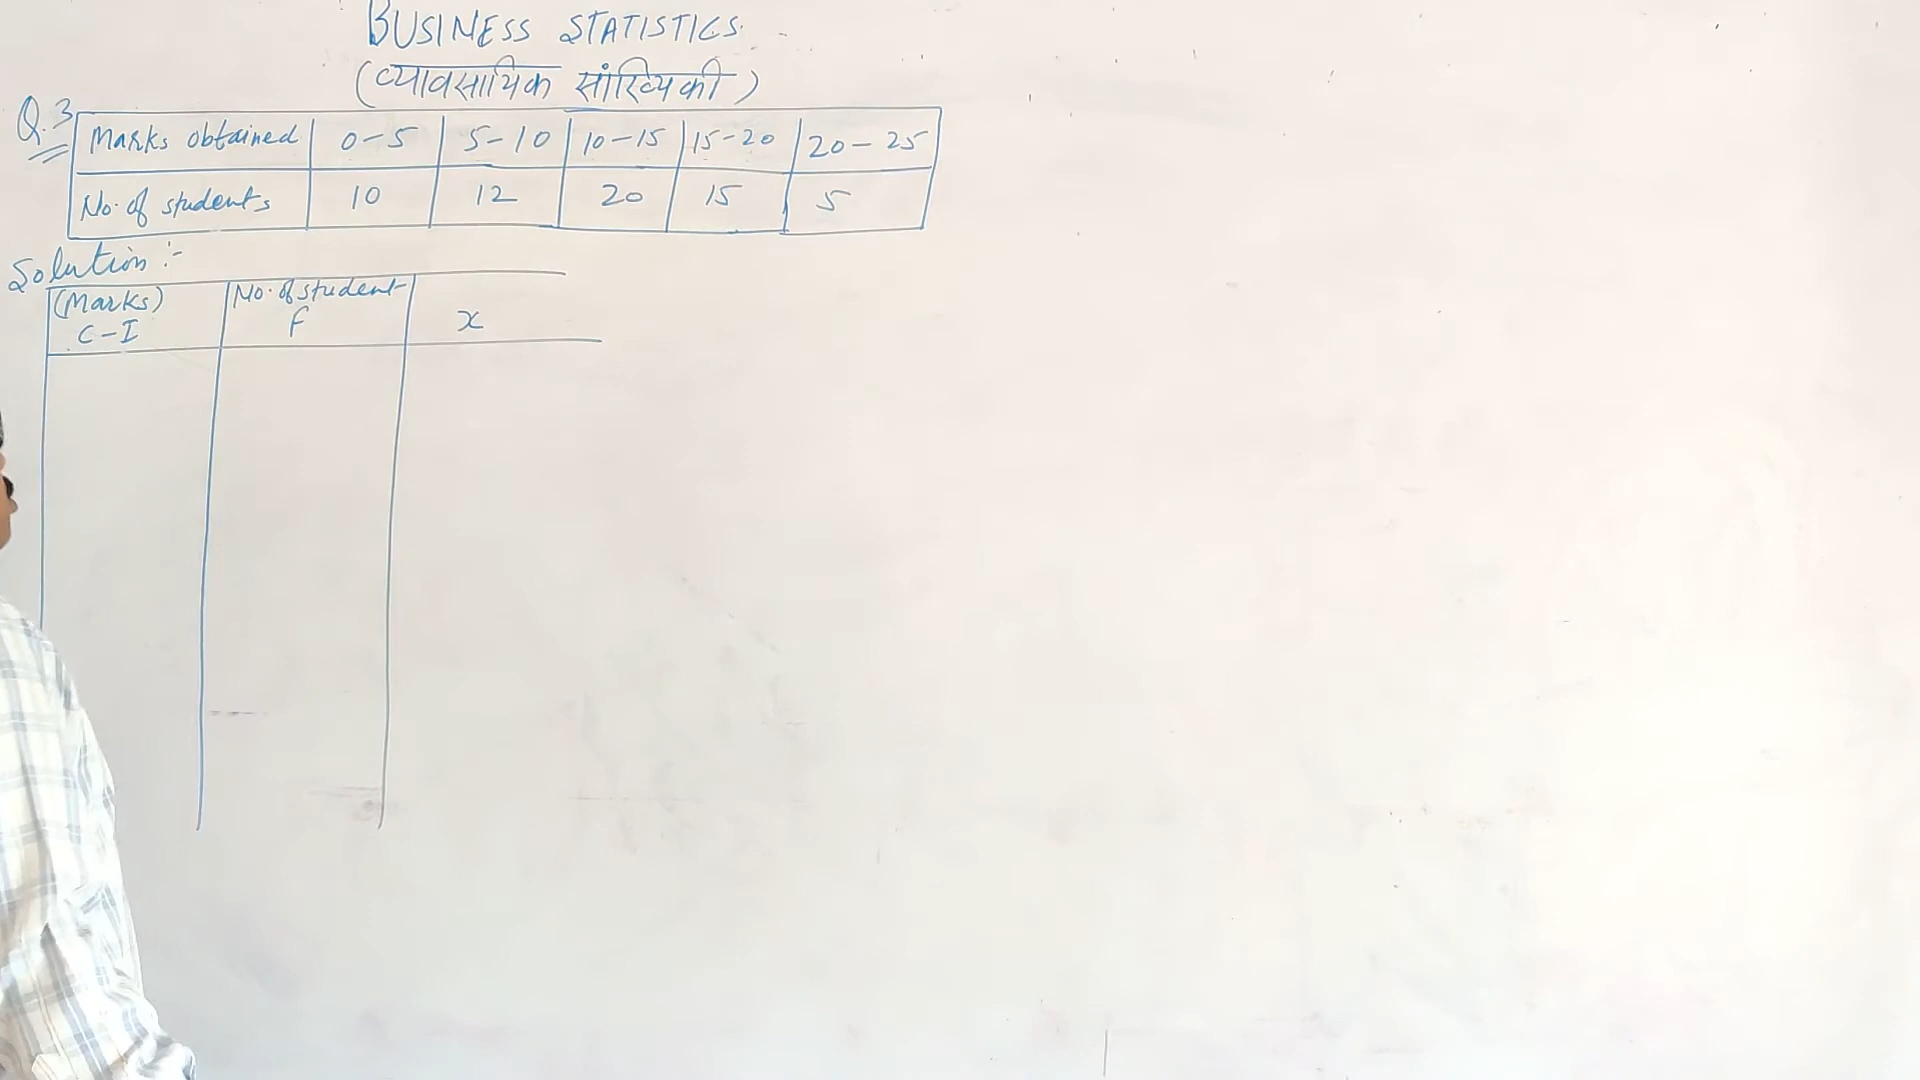 BUSINESS STATISTICS
(व्यावसायिक सांख्यिकी)
Q.3
Marks obtained 0-5 5-10 10-15 15-20 20-25
No. of students 10 12 20 15 5
Solution :-
(Marks) No. of student
C-I f x